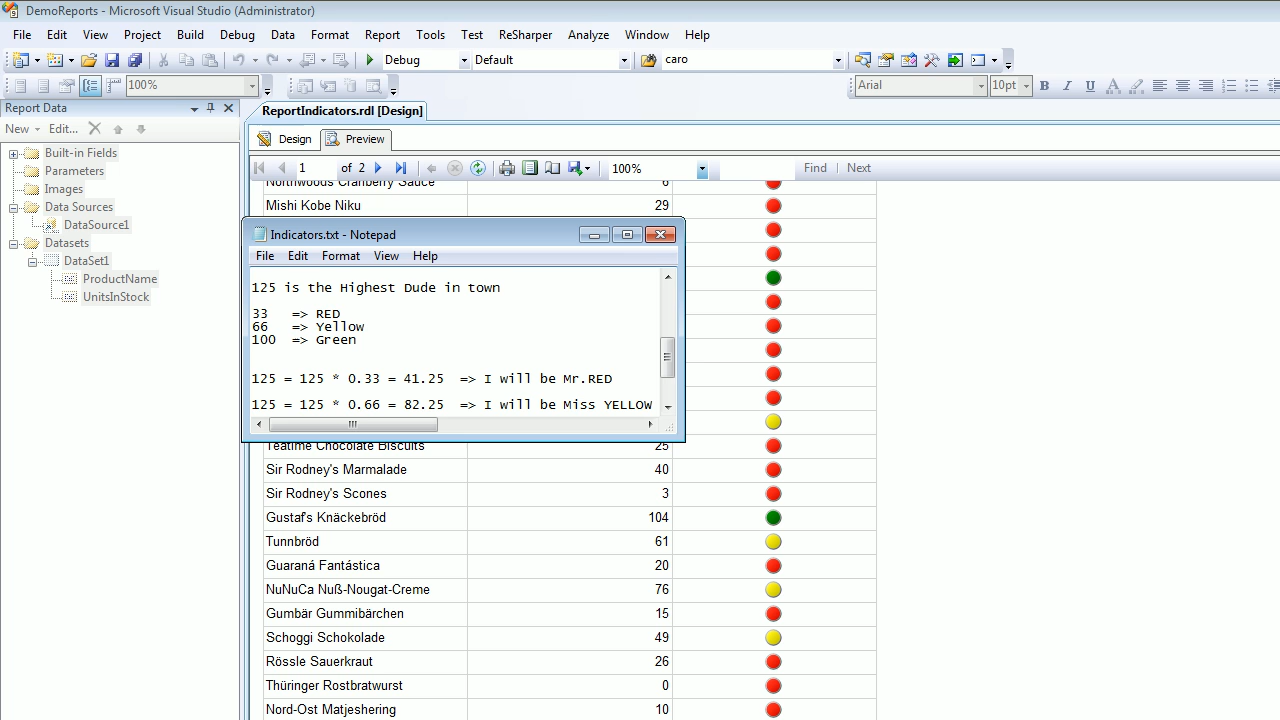 DemoReports - Microsoft Visual Studio (Administrator)
File Edit View Project Build Debug Data Format Report Tools Test ReSharper Analyze Window Help
Debug Default caro
100% Arial 10pt B I U A
Report Data
New Edit...
Built-in Fields
Parameters
Images
Data Sources
DataSource1
Datasets
DataSet1
ProductName
UnitsInStock
ReportIndicators.rdl [Design]
Design Preview
1 of 2 100% Find Next
Northwoods Cranberry Sauce 6
Mishi Kobe Niku 29
Indicators.txt - Notepad
File Edit Format View Help
125 is the Highest Dude in town
33 => RED
66 => Yellow
100 => Green
125 = 125 * 0.33 = 41.25 => I will be Mr.RED
125 = 125 * 0.66 = 82.25 => I will be Miss YELLOW
Teatime Chocolate Biscuits 25
Sir Rodney's Marmalade 40
Sir Rodney's Scones 3
Gustaf's Knäckebröd 104
Tunnbröd 61
Guaraná Fantástica 20
NuNuCa Nuß-Nougat-Creme 76
Gumbär Gummibärchen 15
Schoggi Schokolade 49
Rössle Sauerkraut 26
Thüringer Rostbratwurst 0
Nord-Ost Matjeshering 10